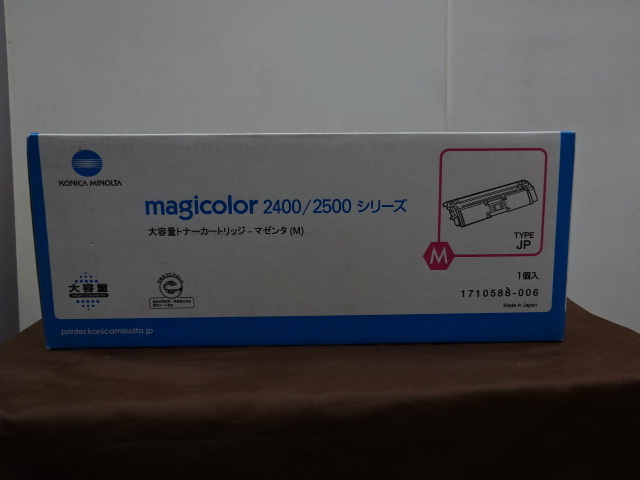 KONICA MINOLTA
magicolor 2400/2500 シリーズ
大容量トナーカートリッジ - マゼンタ (M)
M
TYPE
JP
1個入
1710588-006
Made in Japan
大容量
printer.konicaminolta.jp